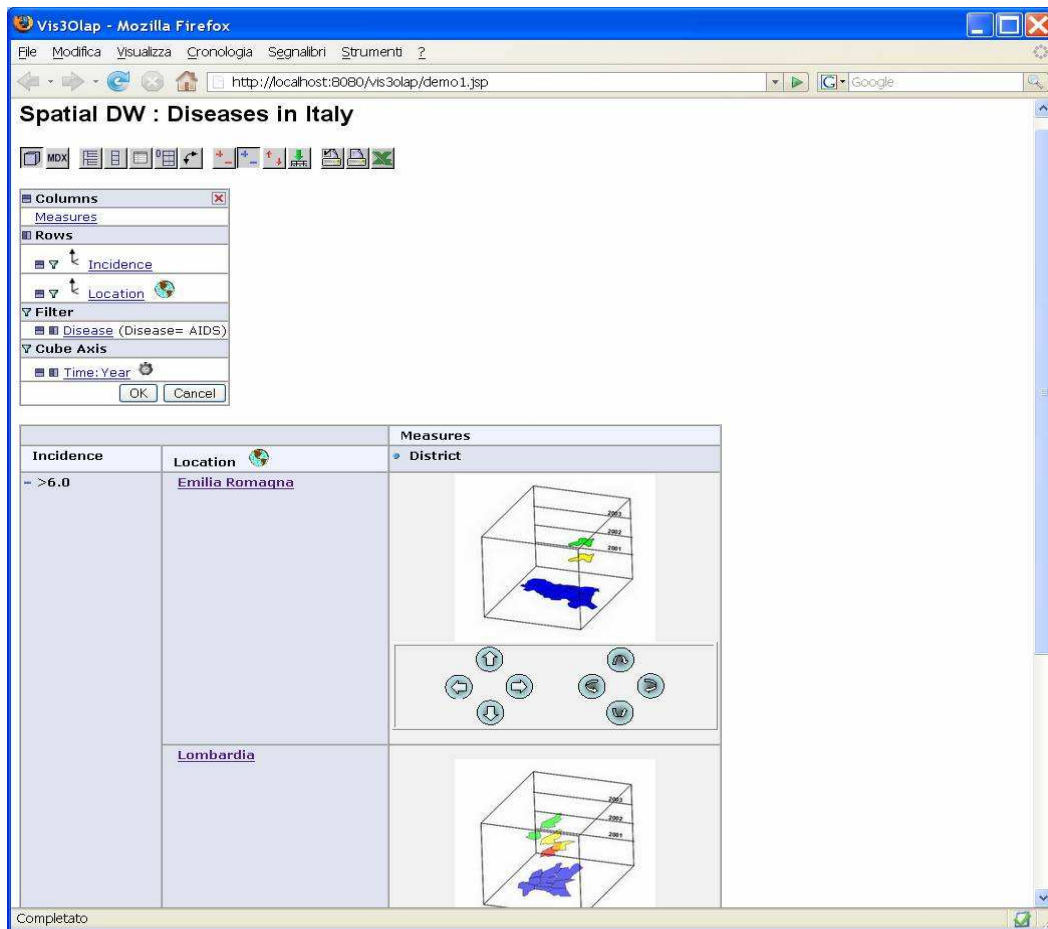 Vis3Olap - Mozilla Firefox
File Modifica Visualizza Cronologia Segnalibri Strumenti ?
http://localhost:8080/vis3olap/demo1.jsp
G Google
Spatial DW : Diseases in Italy
MDX
Columns
Measures
Rows
Incidence
Location
Filter
Disease (Disease= AIDS)
Cube Axis
Time:Year
OK Cancel
Measures
Incidence Location District
>6.0 Emilia Romagna
2003
2002
2001
Lombardia
2003
2002
2001
Completato